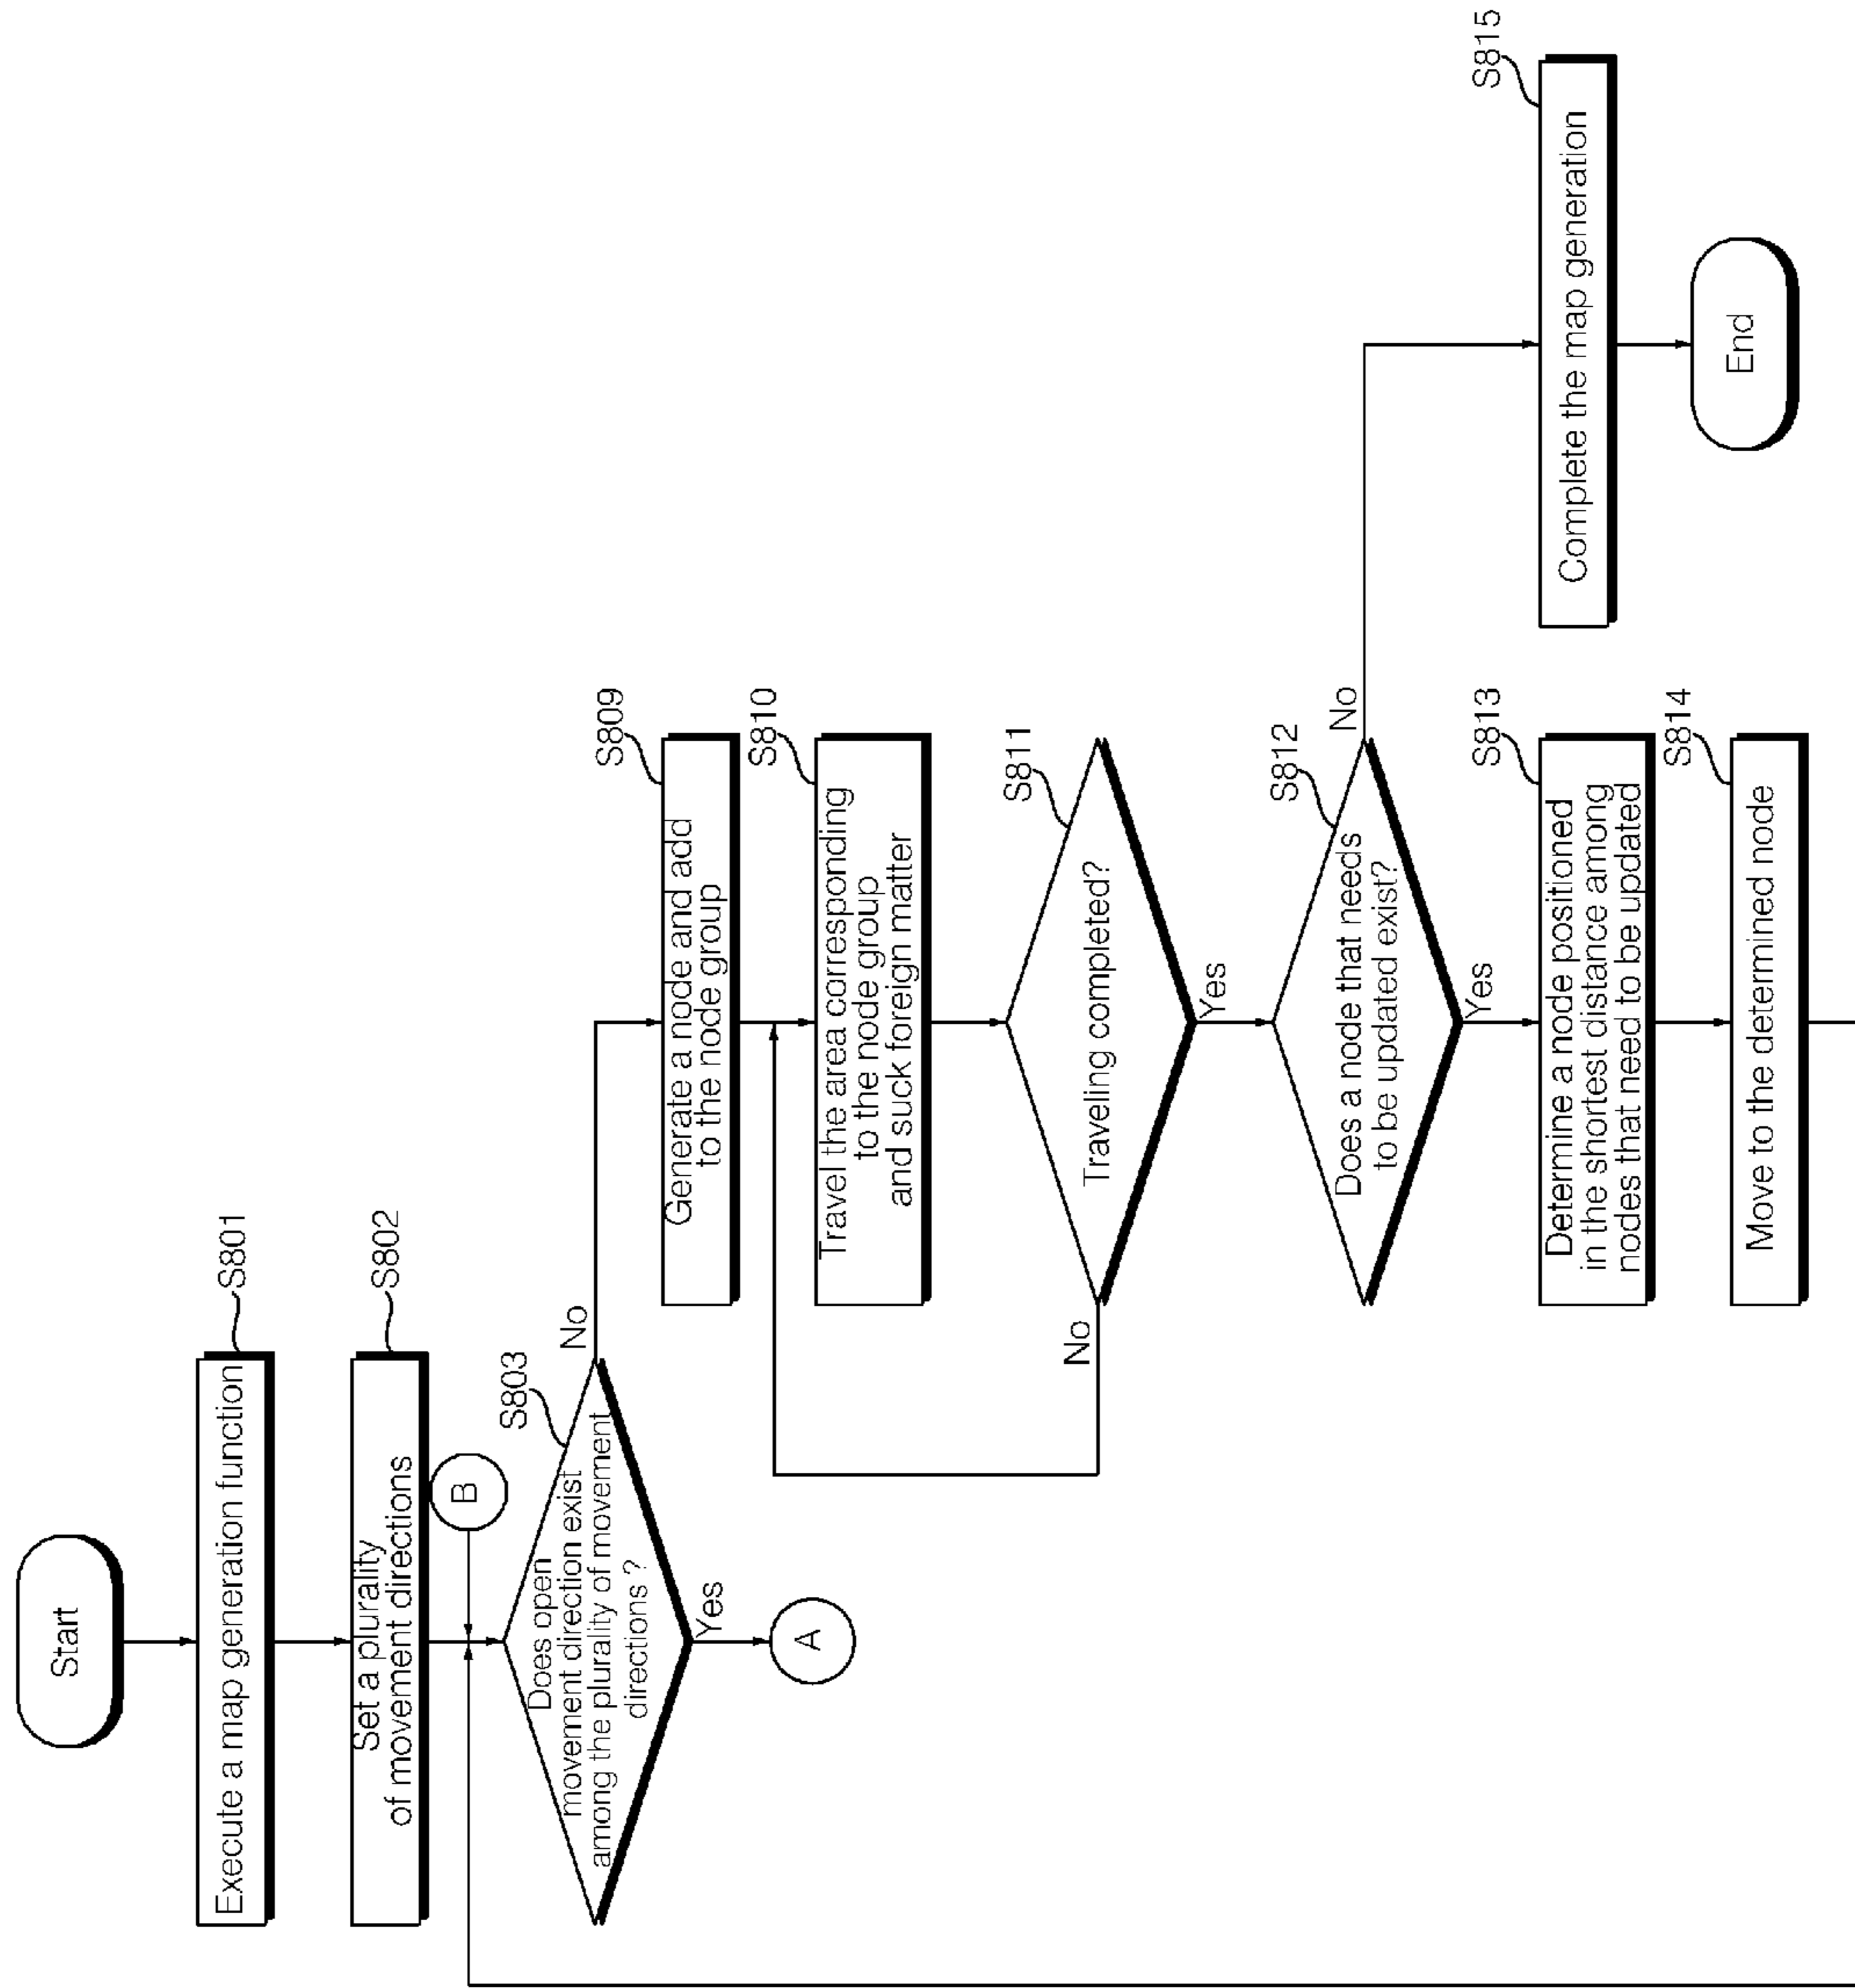 Start
Execute a map generation function
S801
Set a plurality
of movement directions
S802
B
Does open
movement direction exist
among the plurality of movement
directions ?
S803
No
Yes
A
Generate a node and add
to the node group
S809
Travel the area corresponding
to the node group
and suck foreign matter
S810
Traveling completed?
S811
No
Yes
Does a node that needs
to be updated exist?
S812
No
Yes
Determine a node positioned
in the shortest distance among
nodes that need to be updated
S813
Move to the determined node
S814
Complete the map generation
S815
End